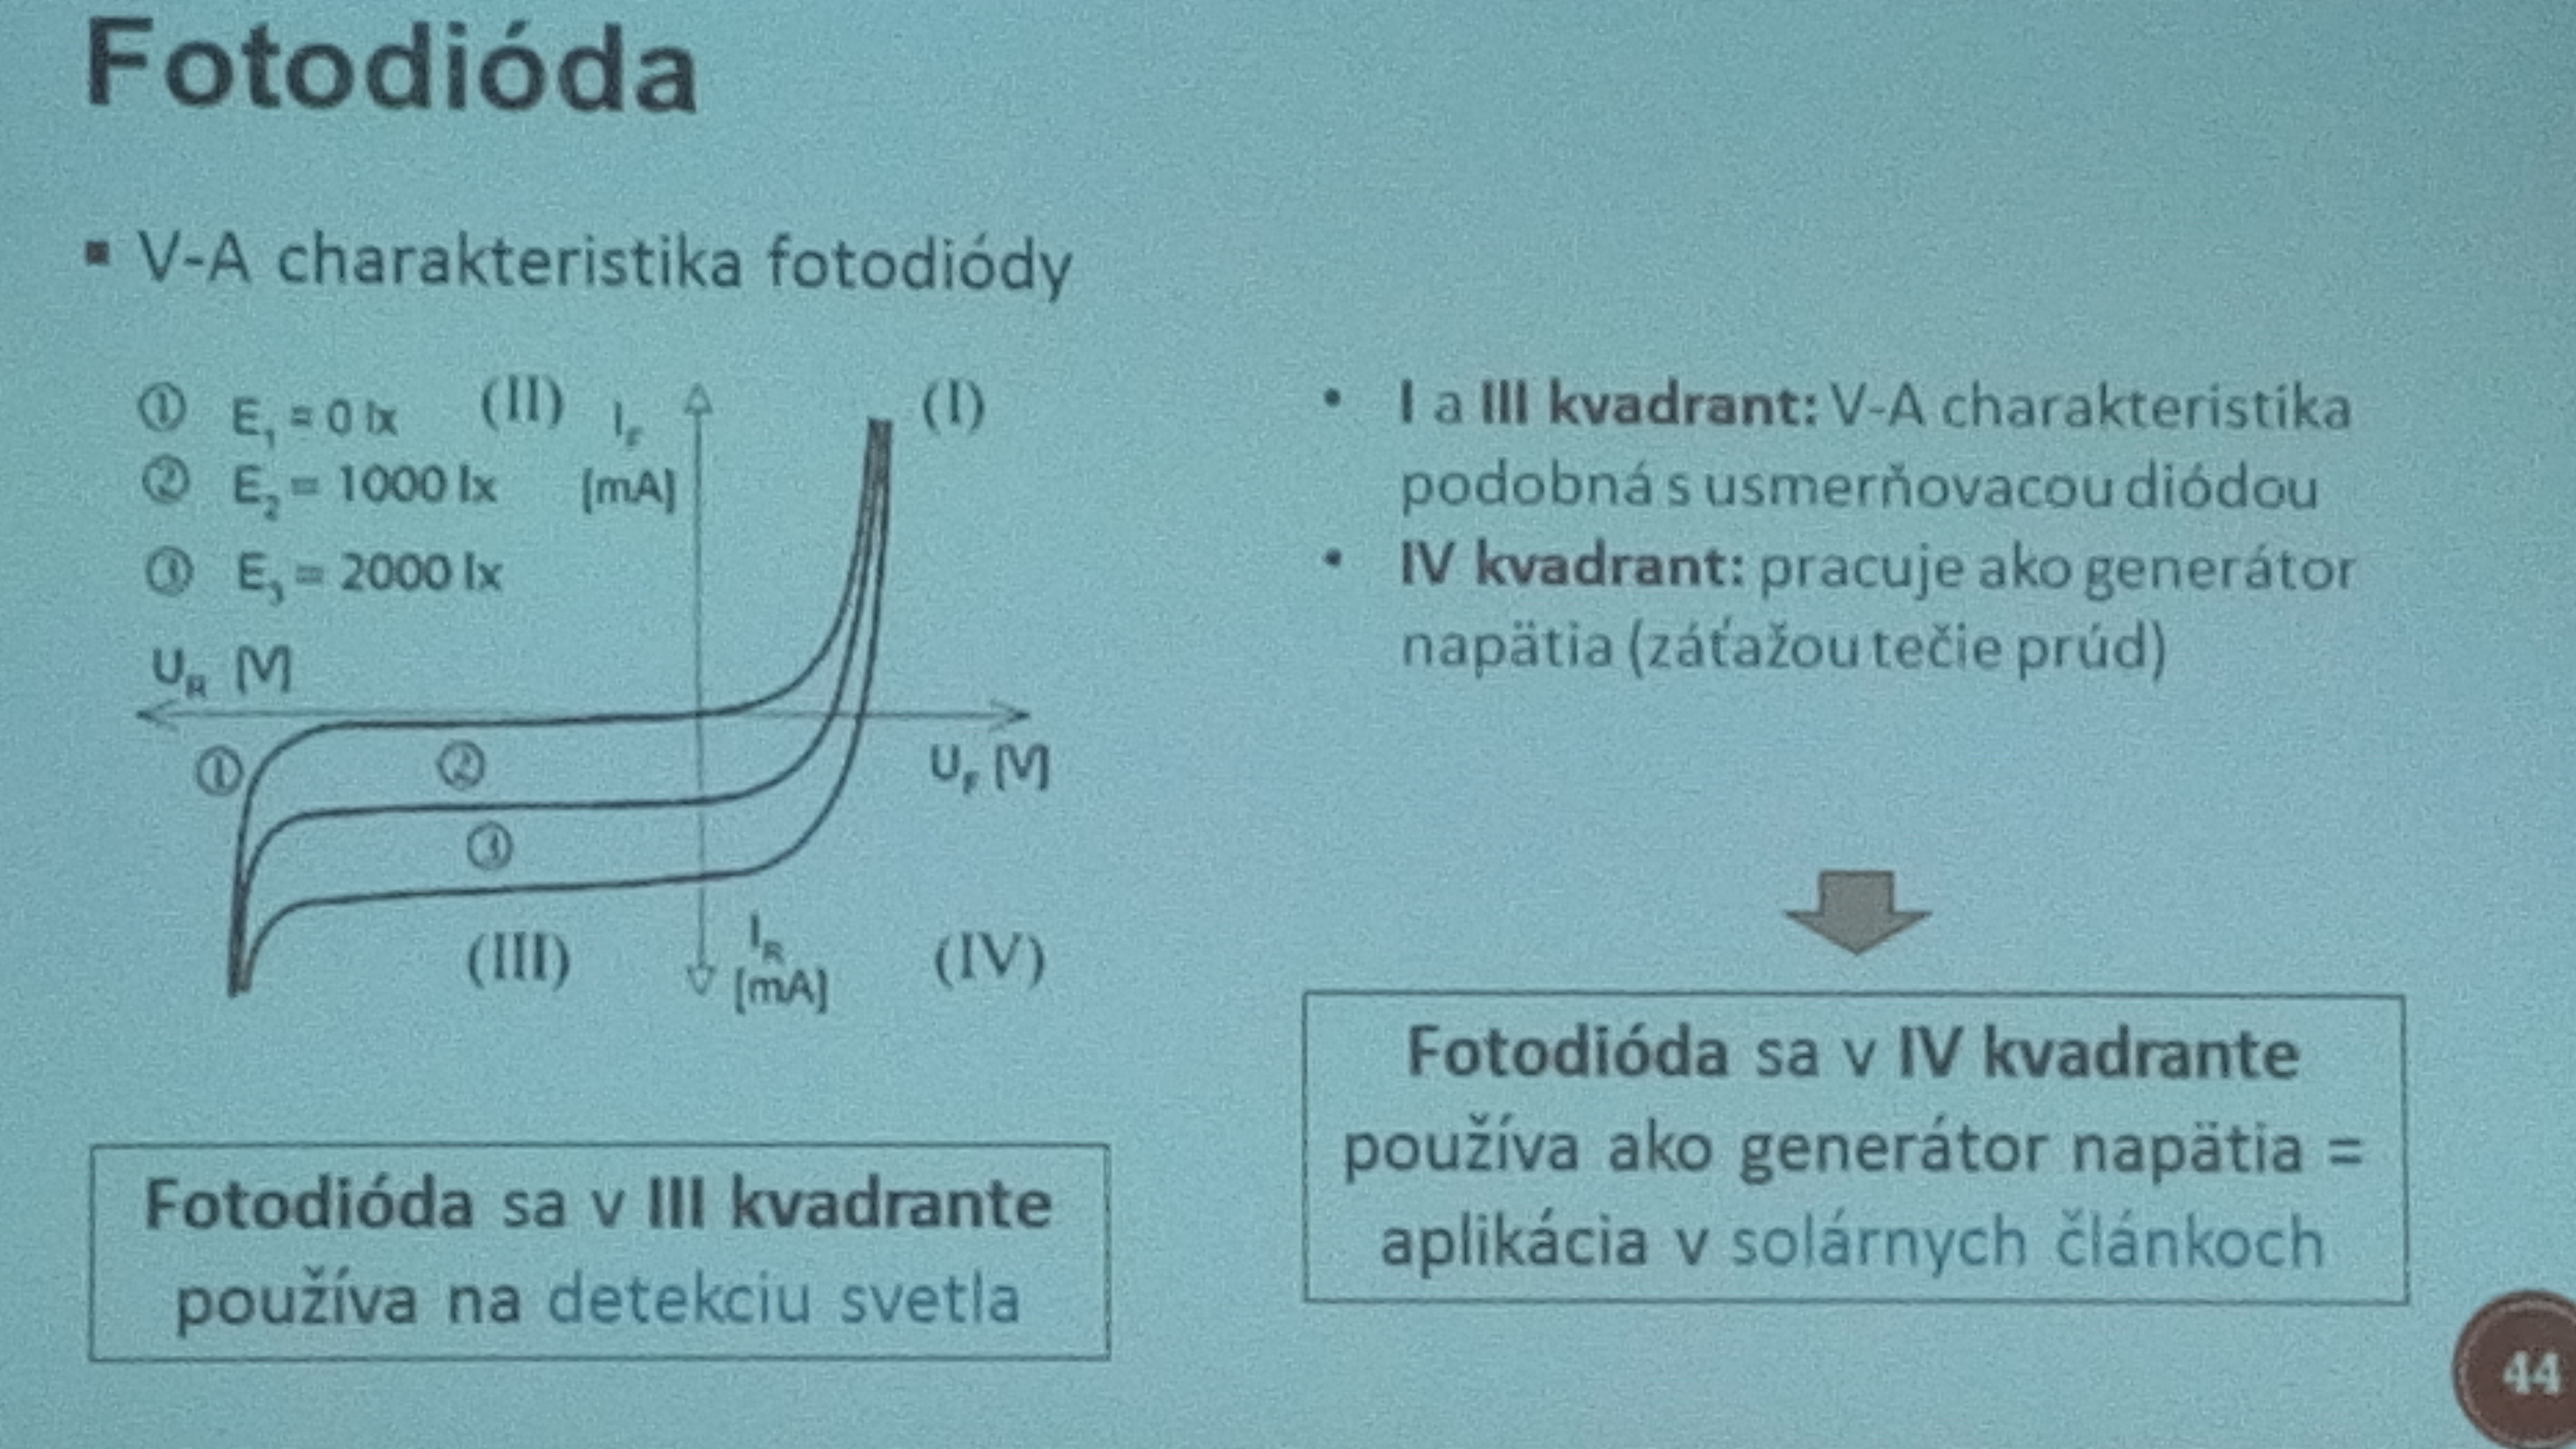 Fotodióda
▪ V-A charakteristika fotodiódy
① E₁ = 0 lx
② E₂ = 1000 lx
③ E₃ = 2000 lx
(II)
I_F
[mA]
(I)
U_R [V]
①
②
③
U_F [V]
(III)
I_R
[mA]
(IV)
• I a III kvadrant: V-A charakteristika
podobná s usmerňovacou diódou
• IV kvadrant: pracuje ako generátor
napätia (záťažou tečie prúd)
Fotodióda sa v III kvadrante
používa na detekciu svetla
Fotodióda sa v IV kvadrante
používa ako generátor napätia =
aplikácia v solárnych článkoch
44